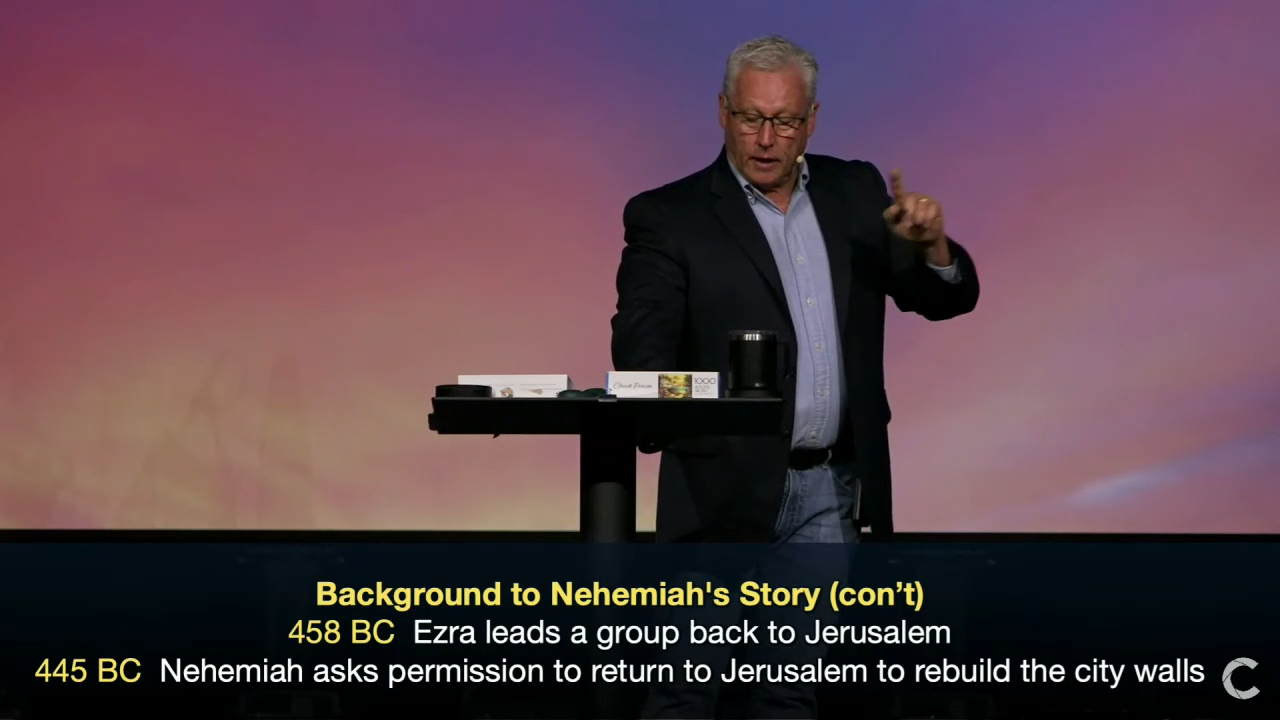 1000
Background to Nehemiah's Story (con’t)
458 BC Ezra leads a group back to Jerusalem
445 BC Nehemiah asks permission to return to Jerusalem to rebuild the city walls